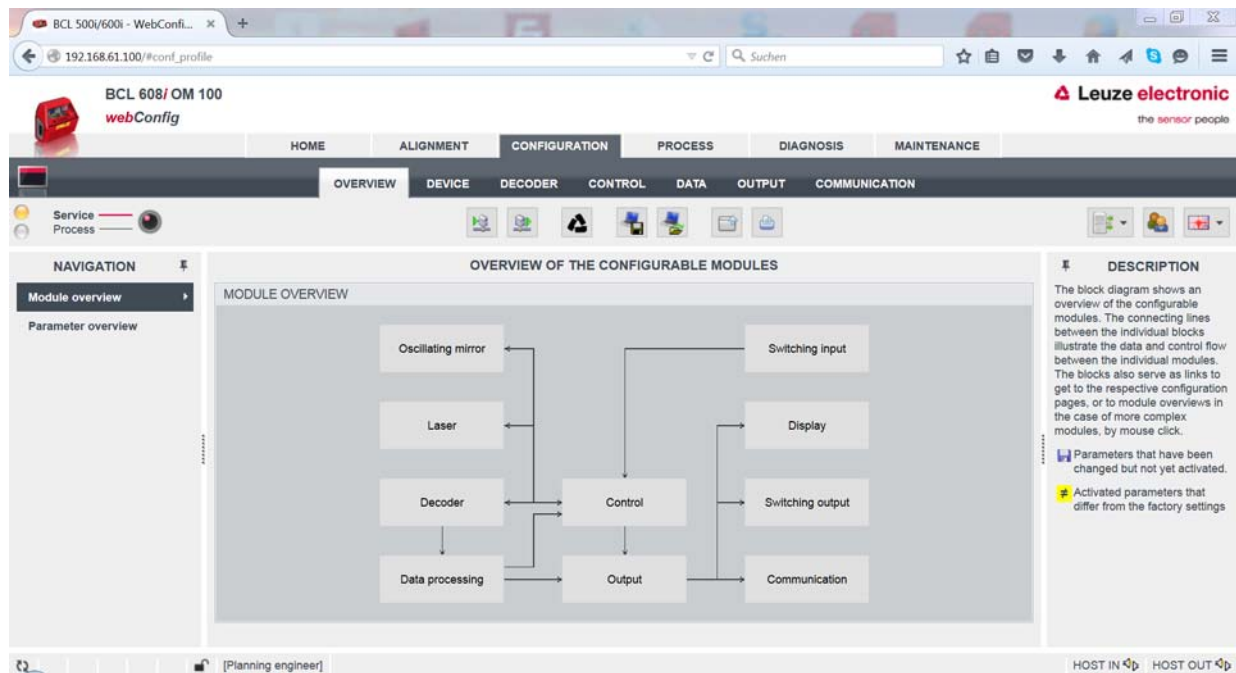 BCL 500i/600i - WebConfi...
192.168.61.100/#conf_profile
Suchen
BCL 608i OM 100
webConfig
Leuze electronic
the sensor people
HOME ALIGNMENT CONFIGURATION PROCESS DIAGNOSIS MAINTENANCE
OVERVIEW DEVICE DECODER CONTROL DATA OUTPUT COMMUNICATION
Service
Process
NAVIGATION
Module overview
Parameter overview
OVERVIEW OF THE CONFIGURABLE MODULES
MODULE OVERVIEW
Oscillating mirror
Switching input
Laser
Display
Decoder
Control
Switching output
Data processing
Output
Communication
DESCRIPTION
The block diagram shows an
overview of the configurable
modules. The connecting lines
between the individual blocks
illustrate the data and control flow
between the individual modules.
The blocks also serve as links to
get to the respective configuration
pages, or to module overviews in
the case of more complex
modules, by mouse click.
Parameters that have been
changed but not yet activated.
≠ Activated parameters that
differ from the factory settings
[Planning engineer]
HOST IN HOST OUT